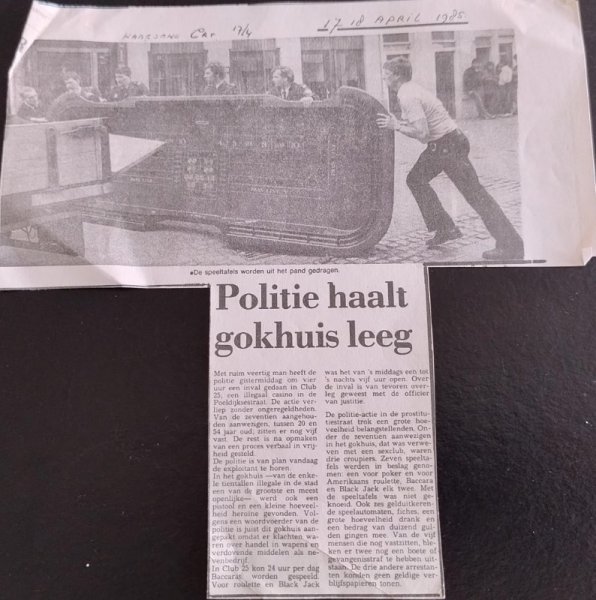 17/4
17 18 APRIL 1985
●De speeltafels worden uit het pand gedragen.
Politie haalt
gokhuis leeg
Met ruim veertig man heeft de
politie gistermiddag om vier
uur een inval gedaan in Club
25, een illegaal casino in de
Poeldijksestraat. De actie ver-
liep zonder ongeregeldheden.
Van de zeventien aangehou-
den aanwezigen, tussen 20 en
54 jaar oud, zitten er nog vijf
vast. De rest is na opmaken
van een proces verbaal in vrij-
heid gesteld.
De politie is van plan vandaag
de exploitant te horen.
In het gokhuis —van de enke-
le tientallen illegale in de stad
een van de grootste en meest
openlijke— werd ook een
pistool en een kleine hoeveel-
heid heroïne gevonden. Vol-
gens een woordvoerder van de
politie is juist dit gokhuis aan-
gepakt omdat er klachten wa-
ren over handel in wapens en
verdovende middelen als ne-
venbedrijf.
In Club 25 kon 24 uur per dag
Baccarat worden gespeeld.
Voor roulette en Black Jack
was het van 's middags een tot
's nachts vijf uur open. Over
de inval is van tevoren over-
leg geweest met de officier
van justitie.
De politie-actie in de prostitu-
tiestraat trok een grote hoe-
veelheid belangstellenden. On-
der de zeventien aanwezigen
in het gokhuis, dat was verwe-
ven met een sexclub, waren
drie croupiers. Zeven speelta-
fels werden in beslag geno-
men: een voor poker en voor
Amerikaans roulette, Baccara
en Black Jack elk twee. Met
de speeltafels was niet ge-
knoeid. Ook zes gelduitkeren-
de speelautomaten, fiches, een
grote hoeveelheid drank en
een bedrag van duizend gul-
den gingen mee. Van de vijf
mensen die nog vastzitten, ble-
ken er twee nog een boete of
gevangenisstraf te hebben uit-
staan. De drie andere arrestan-
ten konden geen geldige ver-
blijfspapieren tonen.